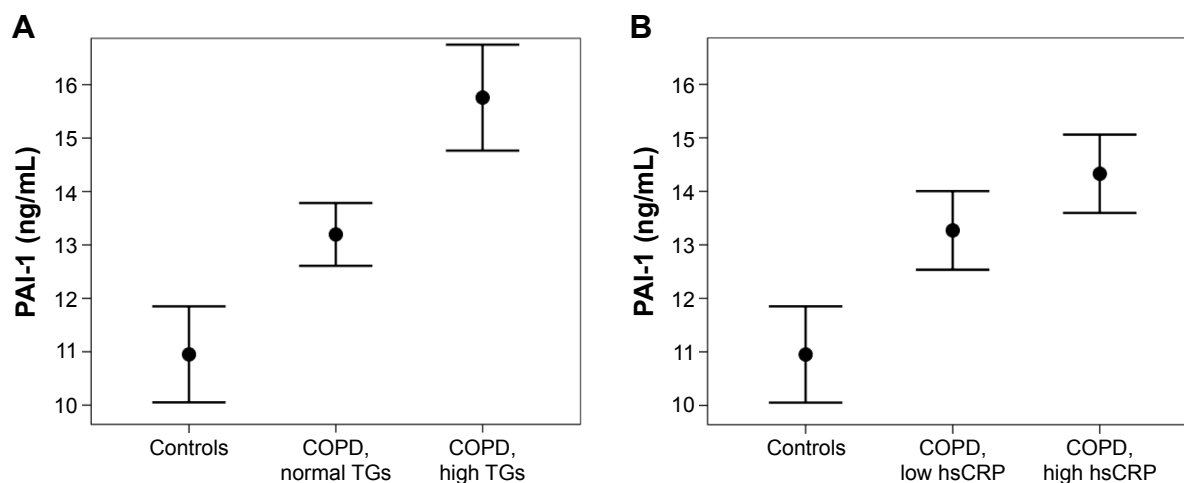 A
PAI-1 (ng/mL)
16
15
14
13
12
11
10
Controls
COPD,
normal TGs
COPD,
high TGs
B
PAI-1 (ng/mL)
16
15
14
13
12
11
10
Controls
COPD,
low hsCRP
COPD,
high hsCRP